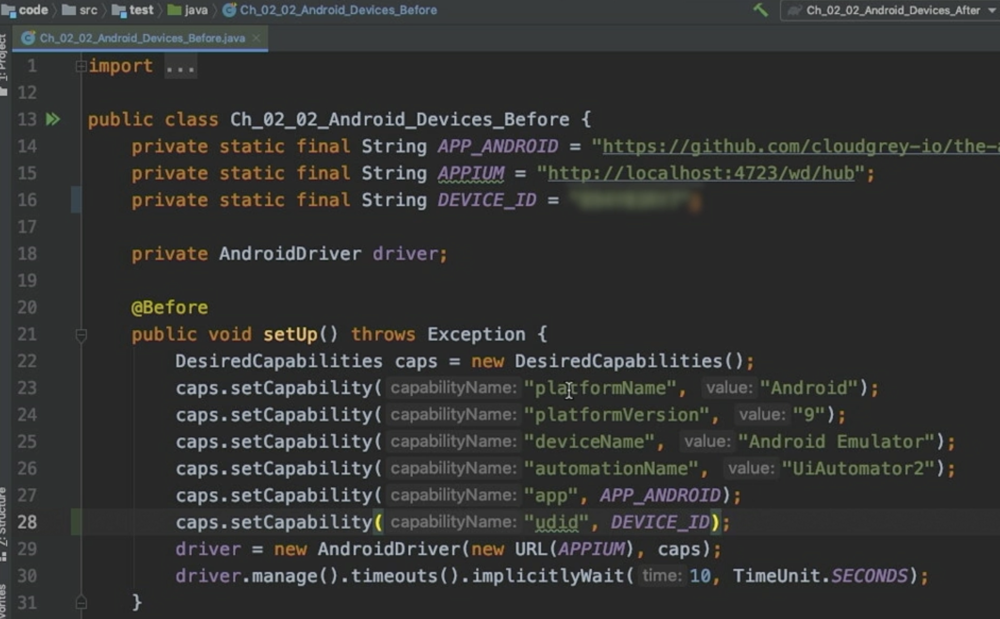 code src test java Ch_02_02_Android_Devices_Before Ch_02_02_Android_Devices_After
Ch_02_02_Android_Devices_Before.java
1: Project
1 import ...
12
13 public class Ch_02_02_Android_Devices_Before {
14 private static final String APP_ANDROID = "https://github.com/cloudgrey-io/the-
15 private static final String APPIUM = "http://localhost:4723/wd/hub";
16 private static final String DEVICE_ID =
17
18 private AndroidDriver driver;
19
20 @Before
21 public void setUp() throws Exception {
22 DesiredCapabilities caps = new DesiredCapabilities();
23 caps.setCapability( capabilityName: "platformName", value: "Android");
24 caps.setCapability( capabilityName: "platformVersion", value: "9");
25 caps.setCapability( capabilityName: "deviceName", value: "Android Emulator");
26 caps.setCapability( capabilityName: "automationName", value: "UiAutomator2");
27 caps.setCapability( capabilityName: "app", APP_ANDROID);
28 caps.setCapability( capabilityName: "udid", DEVICE_ID);
29 driver = new AndroidDriver(new URL(APPIUM), caps);
30 driver.manage().timeouts().implicitlyWait( time: 10, TimeUnit.SECONDS);
31 }
Z: Structure
vorites